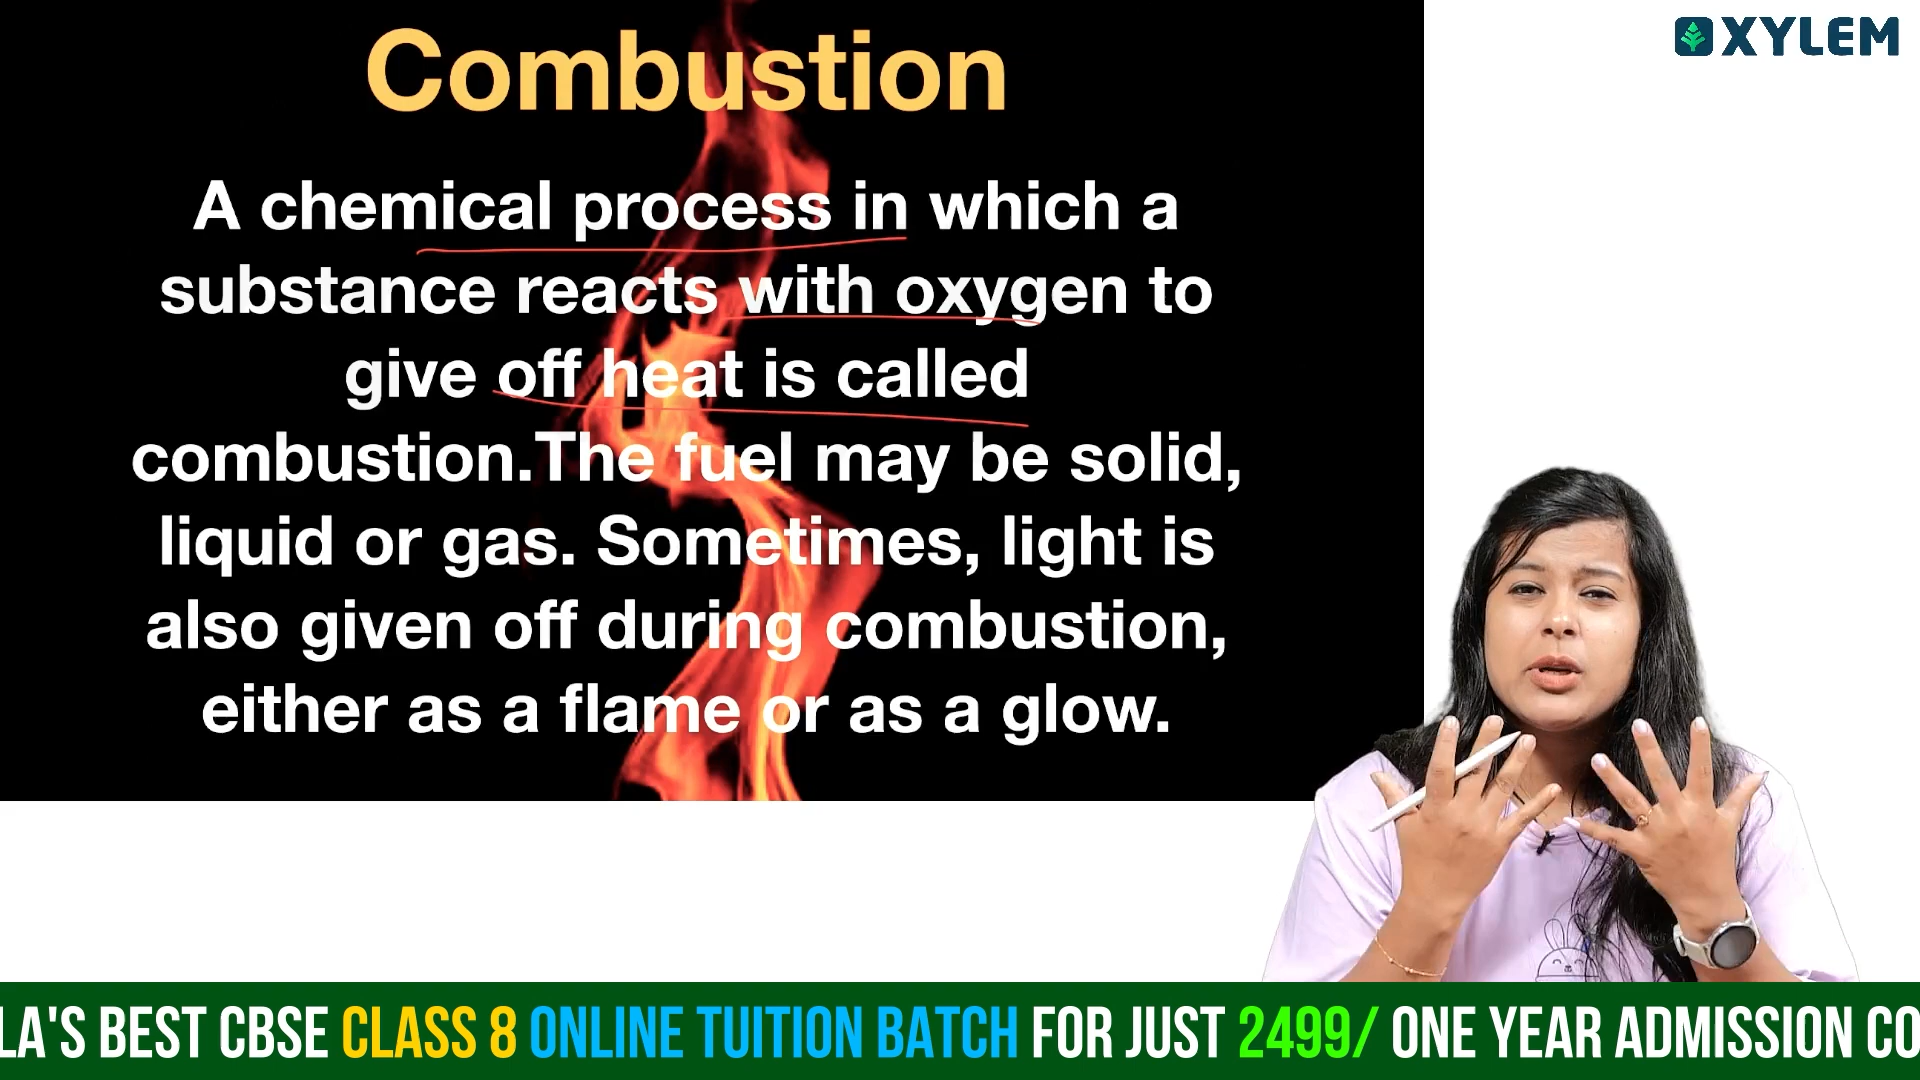 Combustion
XYLEM
A chemical process in which a
substance reacts with oxygen to
give off heat is called
combustion.The fuel may be solid,
liquid or gas. Sometimes, light is
also given off during combustion,
either as a flame or as a glow.
LA'S BEST CBSE CLASS 8 ONLINE TUITION BATCH FOR JUST 2499/ ONE YEAR ADMISSION CO